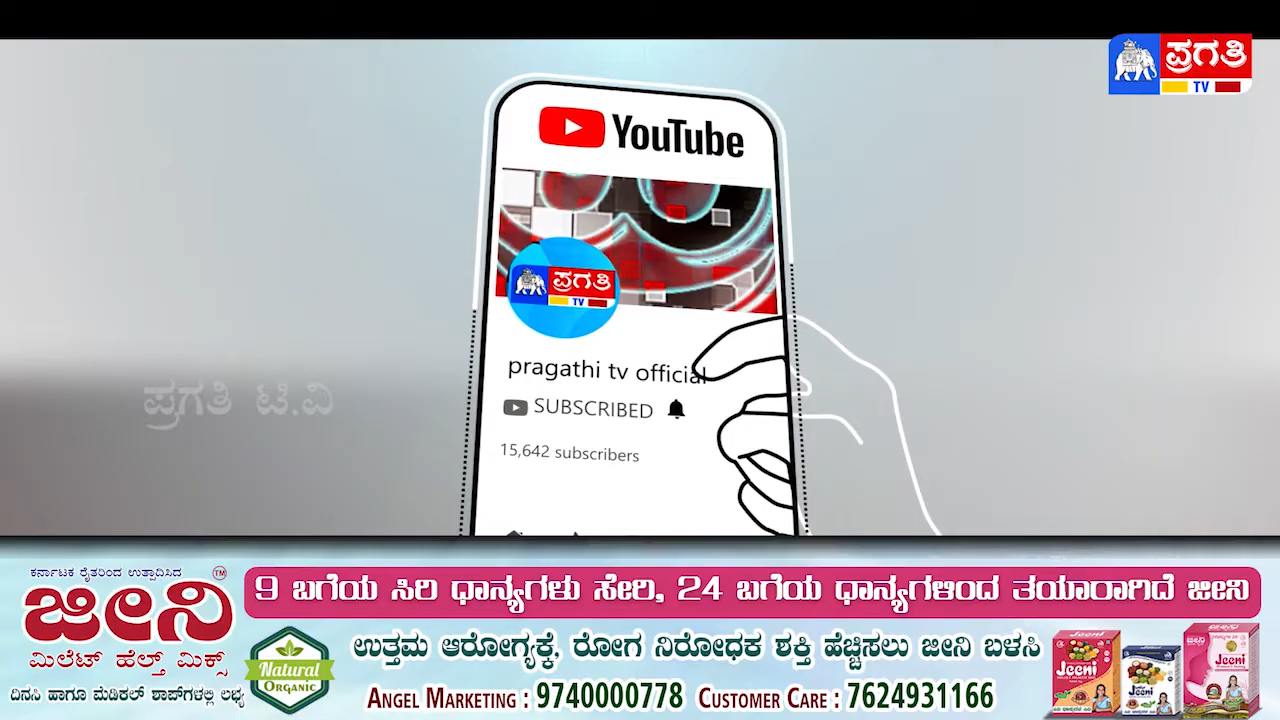 ಪ್ರಗತಿ
TV
YouTube
ಪ್ರಗತಿ
TV
pragathi tv official
SUBSCRIBED
15,642 subscribers
ಪ್ರಗತಿ ಟಿ.ವಿ
ಕರ್ನಾಟಕ ರೈತರಿಂದ ಉತ್ಪಾದಿಸಿದ
TM
ಜೀನಿ
ಮಿಲೆಟ್ ಹೆಲ್ತ್ ಮಿಕ್ಸ್
ದಿನಸಿ ಹಾಗೂ ಮೆಡಿಕಲ್ ಶಾಪ್‌ಗಳಲ್ಲಿ ಲಭ್ಯ
9 ಬಗೆಯ ಸಿರಿ ಧಾನ್ಯಗಳು ಸೇರಿ, 24 ಬಗೆಯ ಧಾನ್ಯಗಳಿಂದ ತಯಾರಾಗಿದೆ ಜೀನಿ
Natural
ORGANIC
ಉತ್ತಮ ಆರೋಗ್ಯಕ್ಕೆ, ರೋಗ ನಿರೋಧಕ ಶಕ್ತಿ ಹೆಚ್ಚಿಸಲು ಜೀನಿ ಬಳಸಿ
ANGEL MARKETING : 9740000778 CUSTOMER CARE : 7624931166
Jeeni
Jeeni
Jeeni